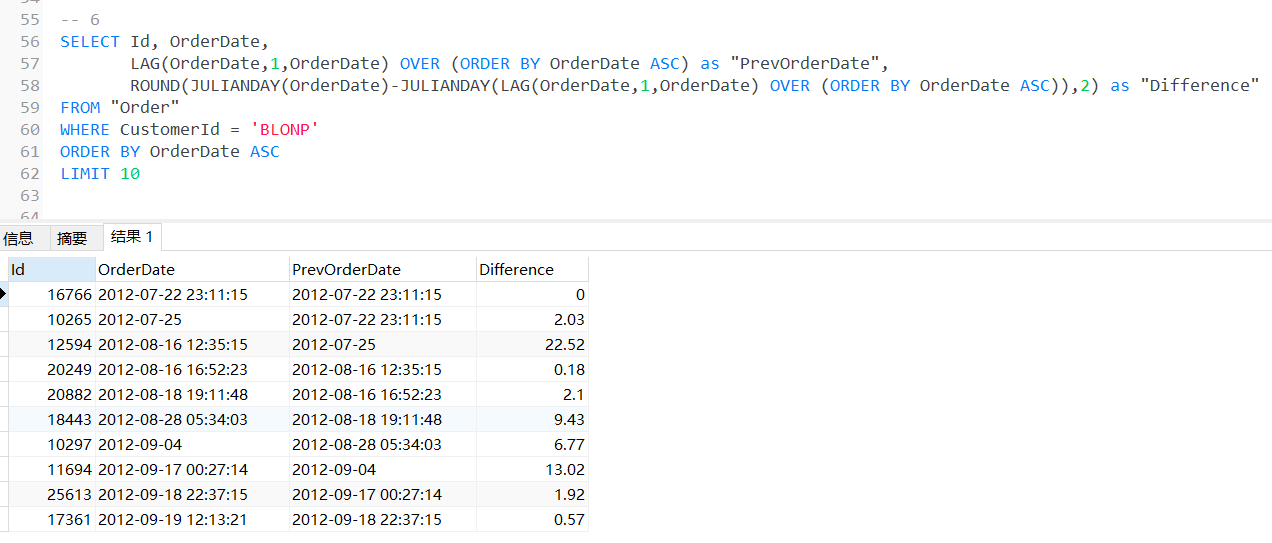 54
55 -- 6
56 SELECT Id, OrderDate,
57 LAG(OrderDate,1,OrderDate) OVER (ORDER BY OrderDate ASC) as "PrevOrderDate",
58 ROUND(JULIANDAY(OrderDate)-JULIANDAY(LAG(OrderDate,1,OrderDate) OVER (ORDER BY OrderDate ASC)),2) as "Difference"
59 FROM "Order"
60 WHERE CustomerId = 'BLONP'
61 ORDER BY OrderDate ASC
62 LIMIT 10
63
64
信息 摘要 结果 1
Id OrderDate PrevOrderDate Difference
16766 2012-07-22 23:11:15 2012-07-22 23:11:15 0
10265 2012-07-25 2012-07-22 23:11:15 2.03
12594 2012-08-16 12:35:15 2012-07-25 22.52
20249 2012-08-16 16:52:23 2012-08-16 12:35:15 0.18
20882 2012-08-18 19:11:48 2012-08-16 16:52:23 2.1
18443 2012-08-28 05:34:03 2012-08-18 19:11:48 9.43
10297 2012-09-04 2012-08-28 05:34:03 6.77
11694 2012-09-17 00:27:14 2012-09-04 13.02
25613 2012-09-18 22:37:15 2012-09-17 00:27:14 1.92
17361 2012-09-19 12:13:21 2012-09-18 22:37:15 0.57